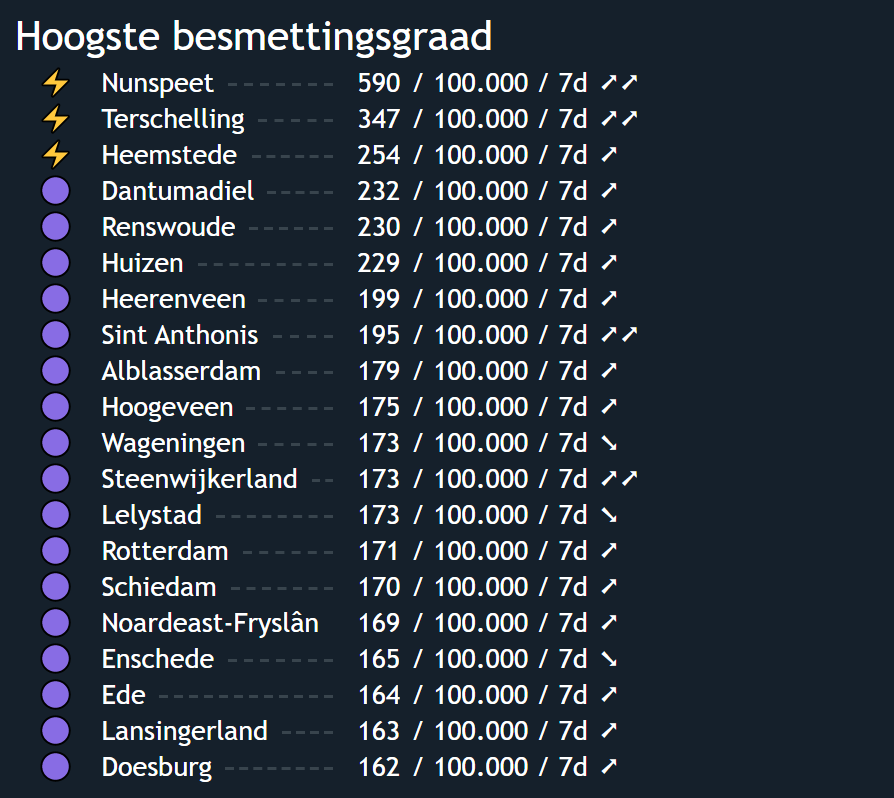 Hoogste besmettingsgraad
⚡ Nunspeet 590 / 100.000 / 7d ➚➚
⚡ Terschelling 347 / 100.000 / 7d ➚➚
⚡ Heemstede 254 / 100.000 / 7d ➚
Dantumadiel 232 / 100.000 / 7d ➚
Renswoude 230 / 100.000 / 7d ➚
Huizen 229 / 100.000 / 7d ➚
Heerenveen 199 / 100.000 / 7d ➚
Sint Anthonis 195 / 100.000 / 7d ➚➚
Alblasserdam 179 / 100.000 / 7d ➚
Hoogeveen 175 / 100.000 / 7d ➚
Wageningen 173 / 100.000 / 7d ➘
Steenwijkerland 173 / 100.000 / 7d ➚➚
Lelystad 173 / 100.000 / 7d ➘
Rotterdam 171 / 100.000 / 7d ➚
Schiedam 170 / 100.000 / 7d ➚
Noardeast-Fryslân 169 / 100.000 / 7d ➚
Enschede 165 / 100.000 / 7d ➘
Ede 164 / 100.000 / 7d ➚
Lansingerland 163 / 100.000 / 7d ➚
Doesburg 162 / 100.000 / 7d ➚